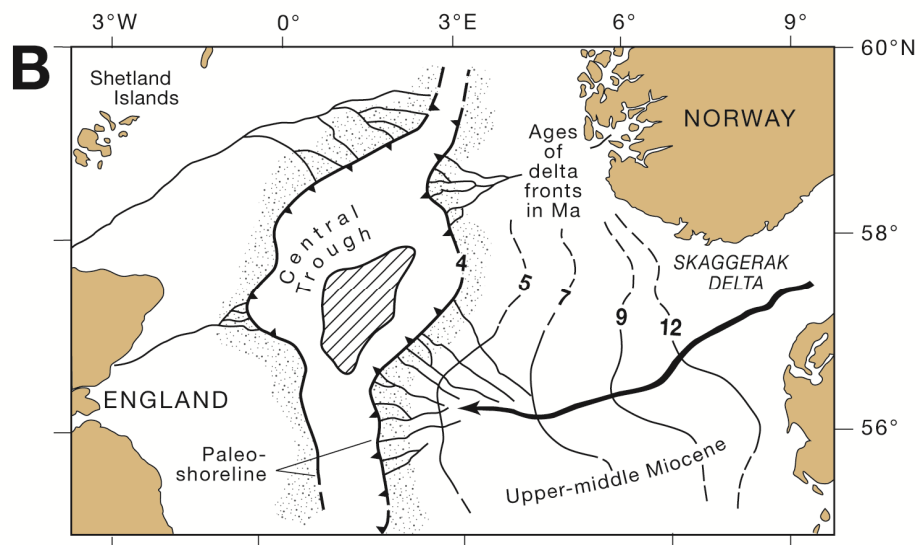 B
3°W
0°
3°E
6°
9°
60°N
58°
56°
Shetland
Islands
NORWAY
Ages
of
delta
fronts
in Ma
Central
Trough
4
5
7
9
12
SKAGGERAK
DELTA
ENGLAND
Paleo-
shoreline
Upper-middle Miocene